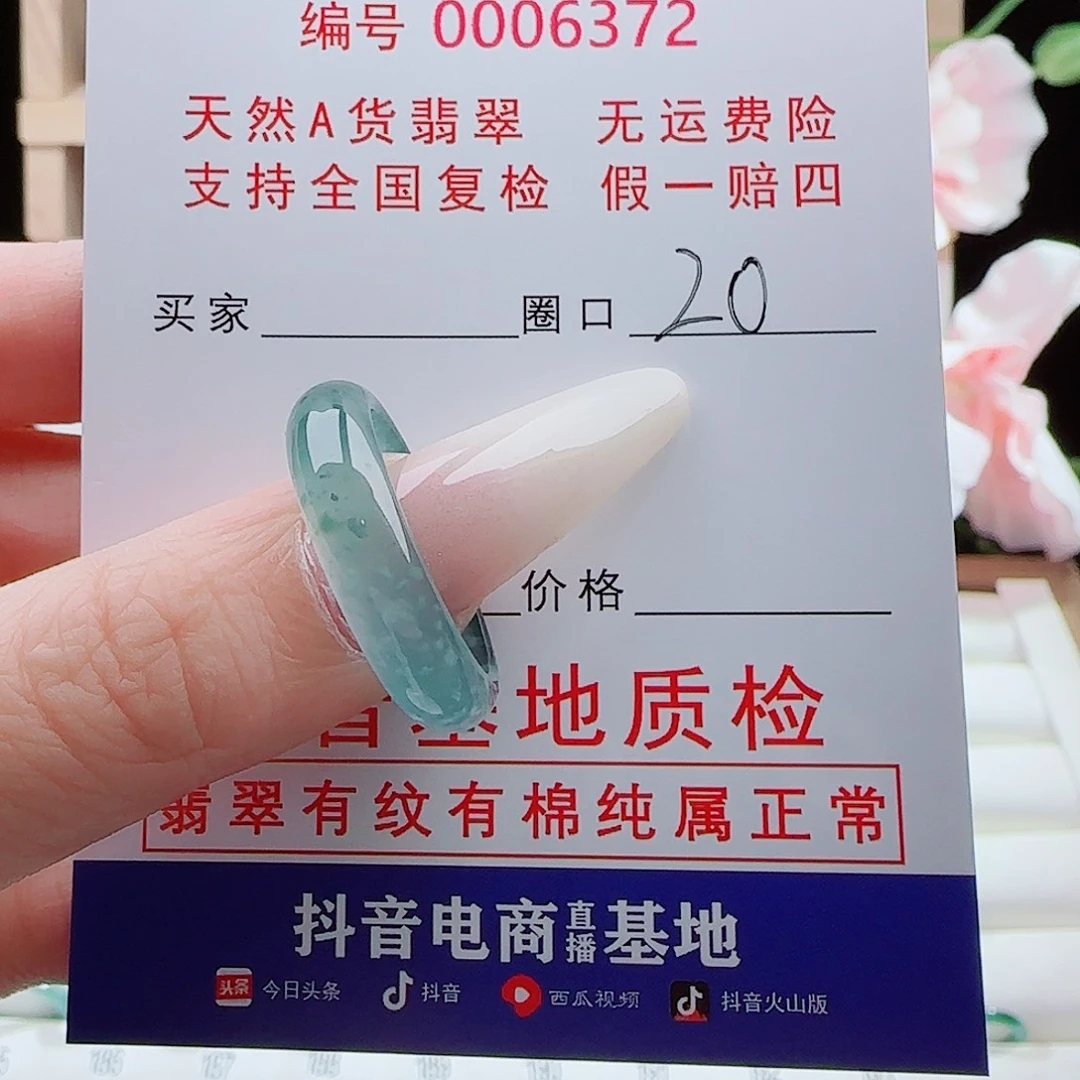 编号 0006372
天然A货翡翠 无运费险
支持全国复检 假一赔四
买家 圈口 20
价格
音基地质检
翡翠有纹有棉纯属正常
抖音电商直播基地
头条 今日头条 抖音 西瓜视频 抖音火山版